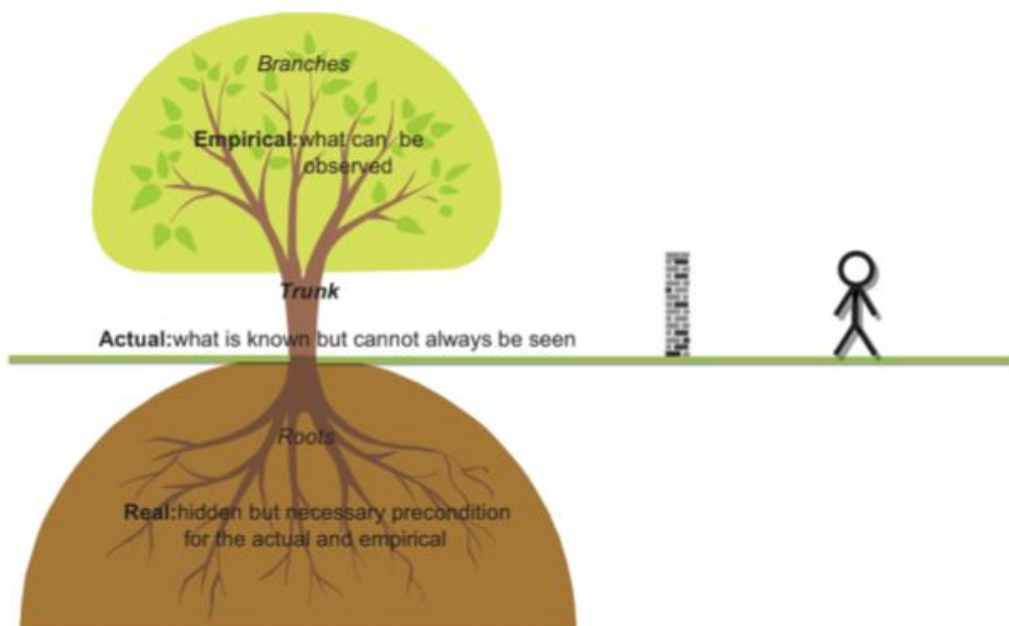 Branches
Empirical:what can be
observed
Trunk
Actual:what is known but cannot always be seen
Roots
Real:hidden but necessary precondition
for the actual and empirical